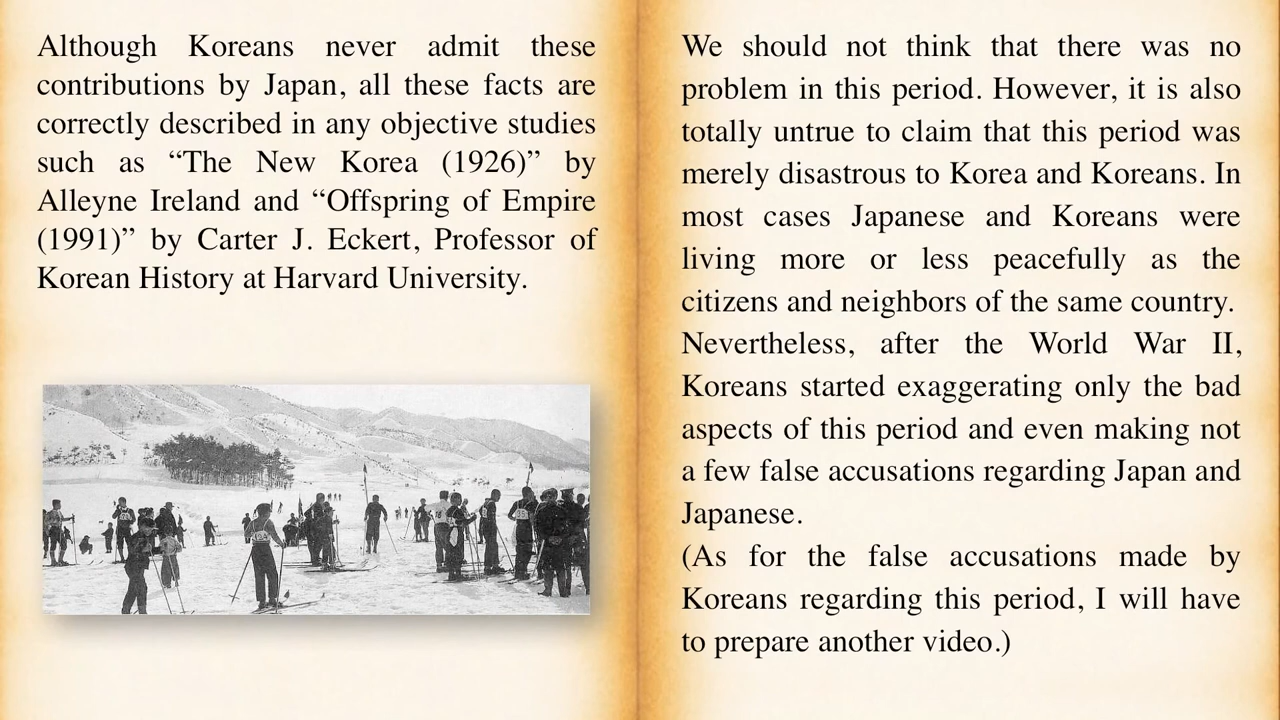 Although Koreans never admit these
contributions by Japan, all these facts are
correctly described in any objective studies
such as “The New Korea (1926)” by
Alleyne Ireland and “Offspring of Empire
(1991)” by Carter J. Eckert, Professor of
Korean History at Harvard University.
We should not think that there was no
problem in this period. However, it is also
totally untrue to claim that this period was
merely disastrous to Korea and Koreans. In
most cases Japanese and Koreans were
living more or less peacefully as the
citizens and neighbors of the same country.
Nevertheless, after the World War II,
Koreans started exaggerating only the bad
aspects of this period and even making not
a few false accusations regarding Japan and
Japanese.
(As for the false accusations made by
Koreans regarding this period, I will have
to prepare another video.)